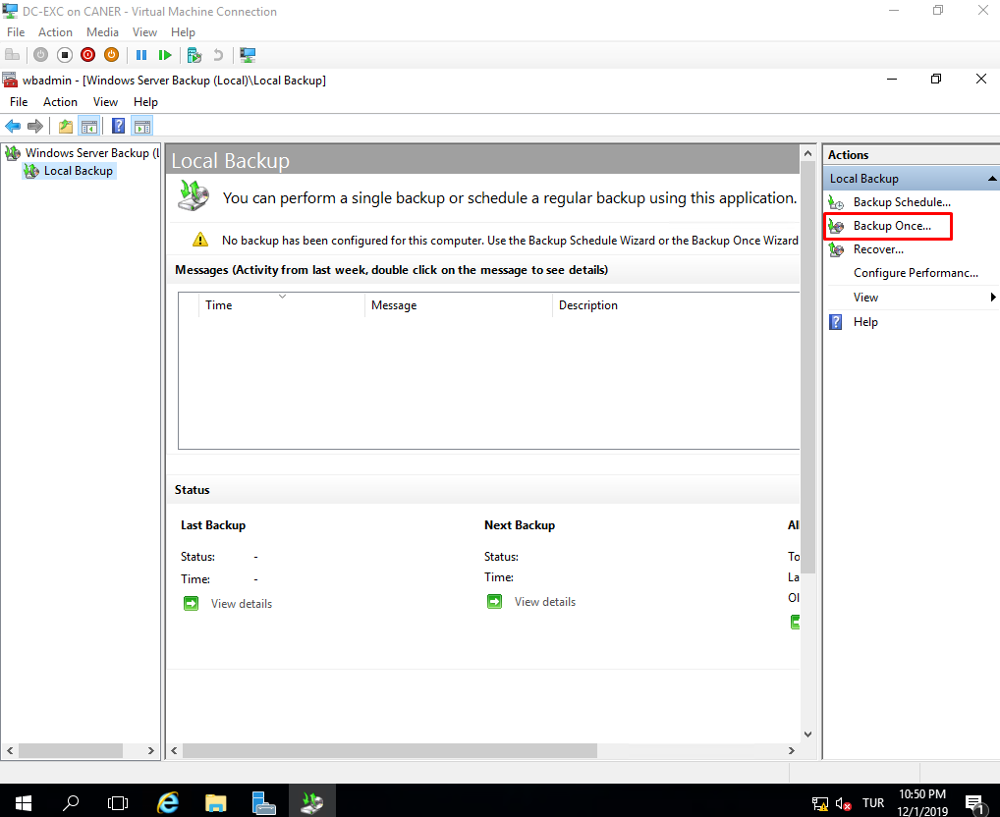 DC-EXC on CANER - Virtual Machine Connection
File Action Media View Help
wbadmin - [Windows Server Backup (Local)\Local Backup]
File Action View Help
Windows Server Backup (L
Local Backup
Local Backup
You can perform a single backup or schedule a regular backup using this application.
No backup has been configured for this computer. Use the Backup Schedule Wizard or the Backup Once Wizard
Messages (Activity from last week, double click on the message to see details)
Time Message Description
Status
Last Backup
Status: -
Time: -
View details
Next Backup
Status:
Time:
View details
Al
To
La
Ol
Actions
Local Backup
Backup Schedule...
Backup Once...
Recover...
Configure Performanc...
View
Help
TUR
10:50 PM
12/1/2019
1